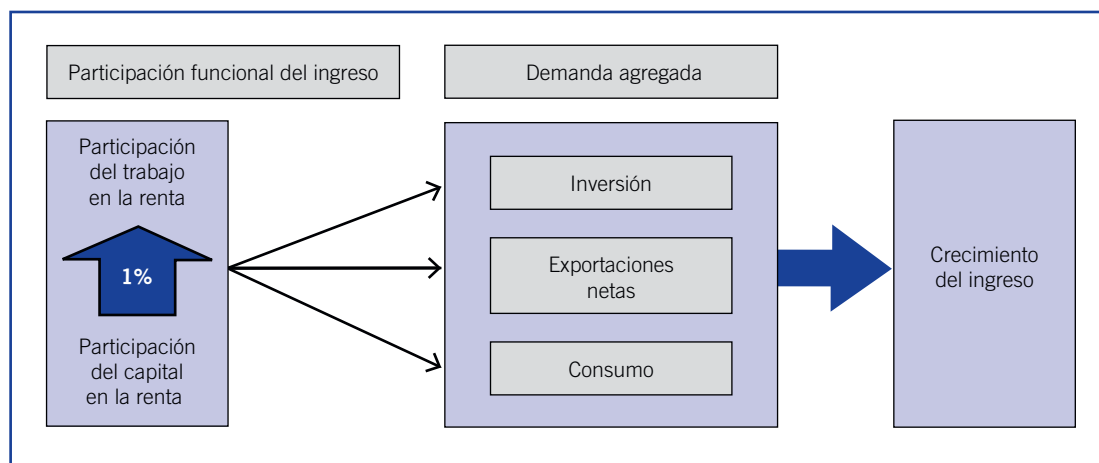 Participación funcional del ingreso
Demanda agregada
Participación
del trabajo
en la renta
1%
Participación
del capital
en la renta
Inversión
Exportaciones
netas
Consumo
Crecimiento
del ingreso